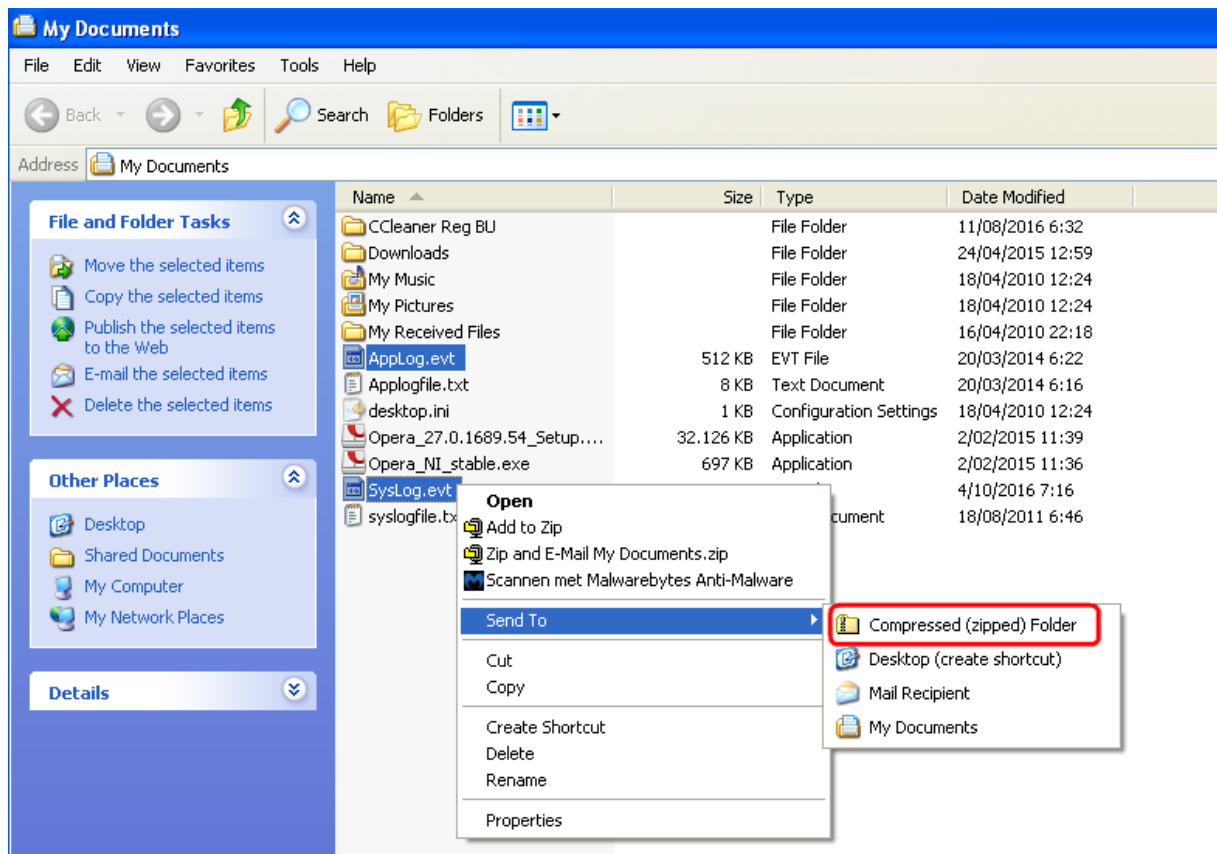 My Documents
File Edit View Favorites Tools Help
Back Search Folders
Address My Documents
File and Folder Tasks
Move the selected items
Copy the selected items
Publish the selected items
to the Web
E-mail the selected items
Delete the selected items
Other Places
Desktop
Shared Documents
My Computer
My Network Places
Details
Name Size Type Date Modified
CCleaner Reg BU File Folder 11/08/2016 6:32
Downloads File Folder 24/04/2015 12:59
My Music File Folder 18/04/2010 12:24
My Pictures File Folder 18/04/2010 12:24
My Received Files File Folder 16/04/2010 22:18
AppLog.evt 512 KB EVT File 20/03/2014 6:22
Applogfile.txt 8 KB Text Document 20/03/2014 6:16
desktop.ini 1 KB Configuration Settings 18/04/2010 12:24
Opera_27.0.1689.54_Setup.... 32.126 KB Application 2/02/2015 11:39
Opera_NI_stable.exe 697 KB Application 2/02/2015 11:36
SysLog.evt 4/10/2016 7:16
syslogfile.tx cument 18/08/2011 6:46
Open
Add to Zip
Zip and E-Mail My Documents.zip
Scannen met Malwarebytes Anti-Malware
Send To
Cut
Copy
Create Shortcut
Delete
Rename
Properties
Compressed (zipped) Folder
Desktop (create shortcut)
Mail Recipient
My Documents